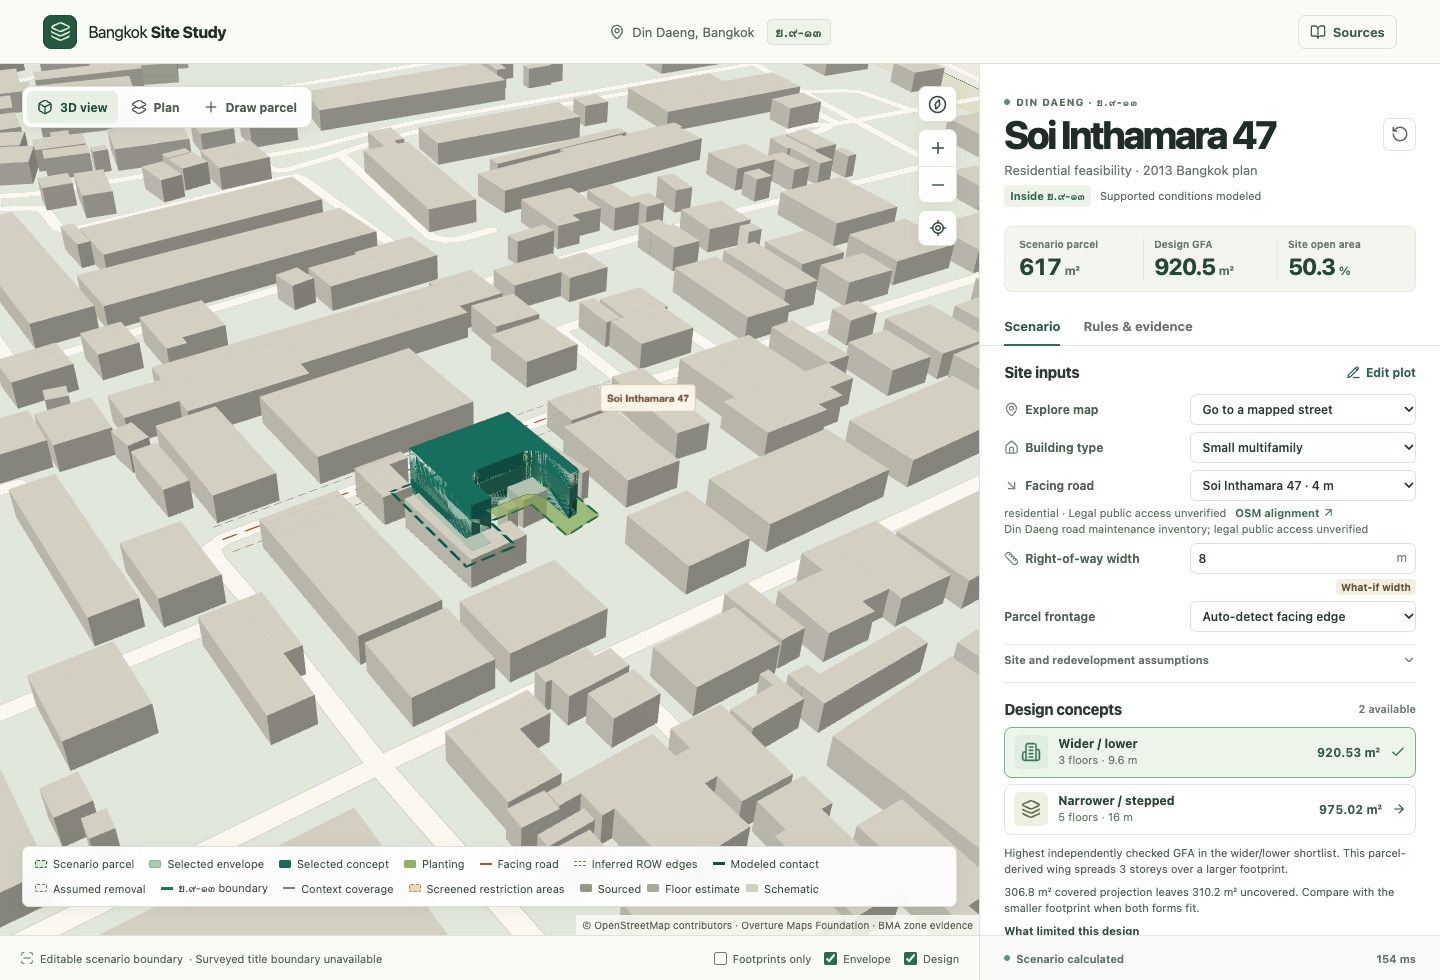 Bangkok Site Study
Din Daeng, Bangkok ย.๙-๑๓
Sources
3D view Plan Draw parcel
Soi Inthamara 47
Scenario parcel Selected envelope Selected concept Planting Facing road Inferred ROW edges Modeled contact
Assumed removal ย.๙-๑๓ boundary Context coverage Screened restriction areas Sourced Floor estimate Schematic
© OpenStreetMap contributors · Overture Maps Foundation · BMA zone evidence
Editable scenario boundary · Surveyed title boundary unavailable
Footprints only Envelope Design
DIN DAENG · ย.๙-๑๓
Soi Inthamara 47
Residential feasibility · 2013 Bangkok plan
Inside ย.๙-๑๓ Supported conditions modeled
Scenario parcel Design GFA Site open area
617 m² 920.5 m² 50.3 %
Scenario Rules & evidence
Site inputs Edit plot
Explore map Go to a mapped street
Building type Small multifamily
Facing road Soi Inthamara 47 · 4 m
residential · Legal public access unverified OSM alignment
Din Daeng road maintenance inventory; legal public access unverified
Right-of-way width 8 m
What-if width
Parcel frontage Auto-detect facing edge
Site and redevelopment assumptions
Design concepts 2 available
Wider / lower
3 floors · 9.6 m
920.53 m²
Narrower / stepped
5 floors · 16 m
975.02 m²
Highest independently checked GFA in the wider/lower shortlist. This parcel-
derived wing spreads 3 storeys over a larger footprint.
306.8 m² covered projection leaves 310.2 m² uncovered. Compare with the
smaller footprint when both forms fit.
What limited this design
Scenario calculated 154 ms